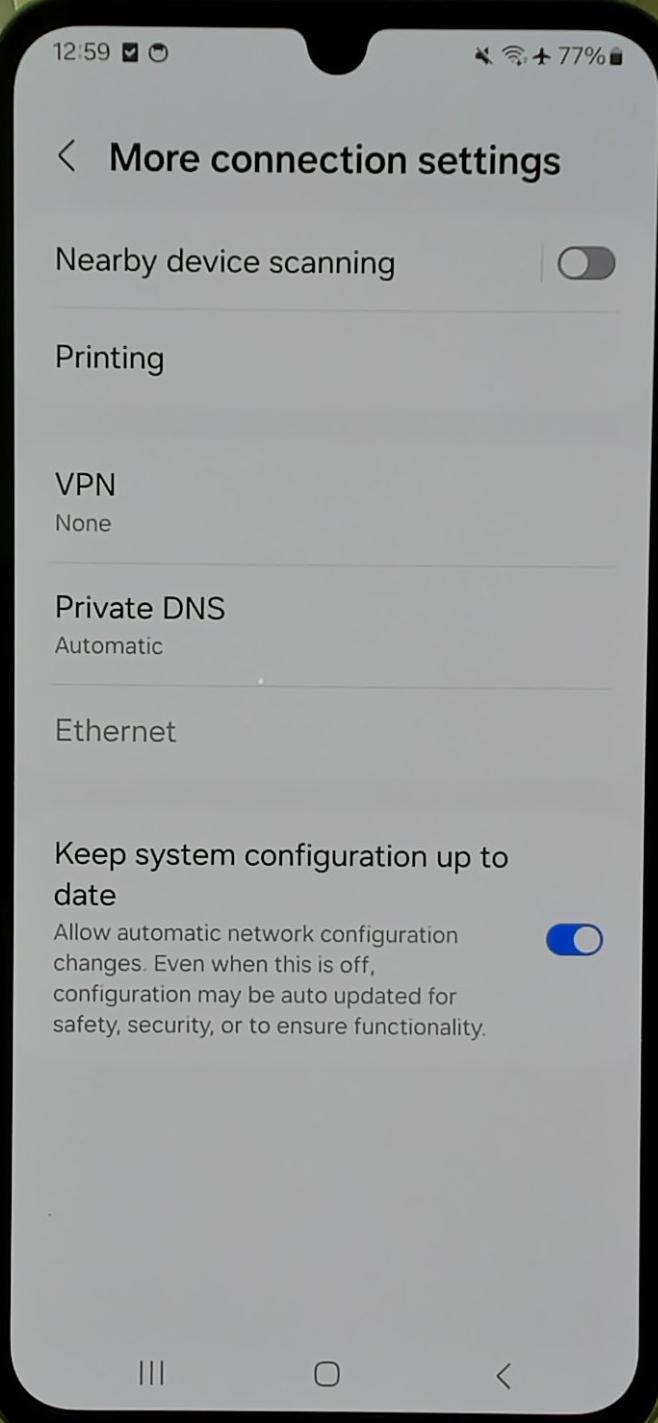 12:59 77%
More connection settings
Nearby device scanning
Printing
VPN
None
Private DNS
Automatic
Ethernet
Keep system configuration up to
date
Allow automatic network configuration
changes. Even when this is off,
configuration may be auto updated for
safety, security, or to ensure functionality.